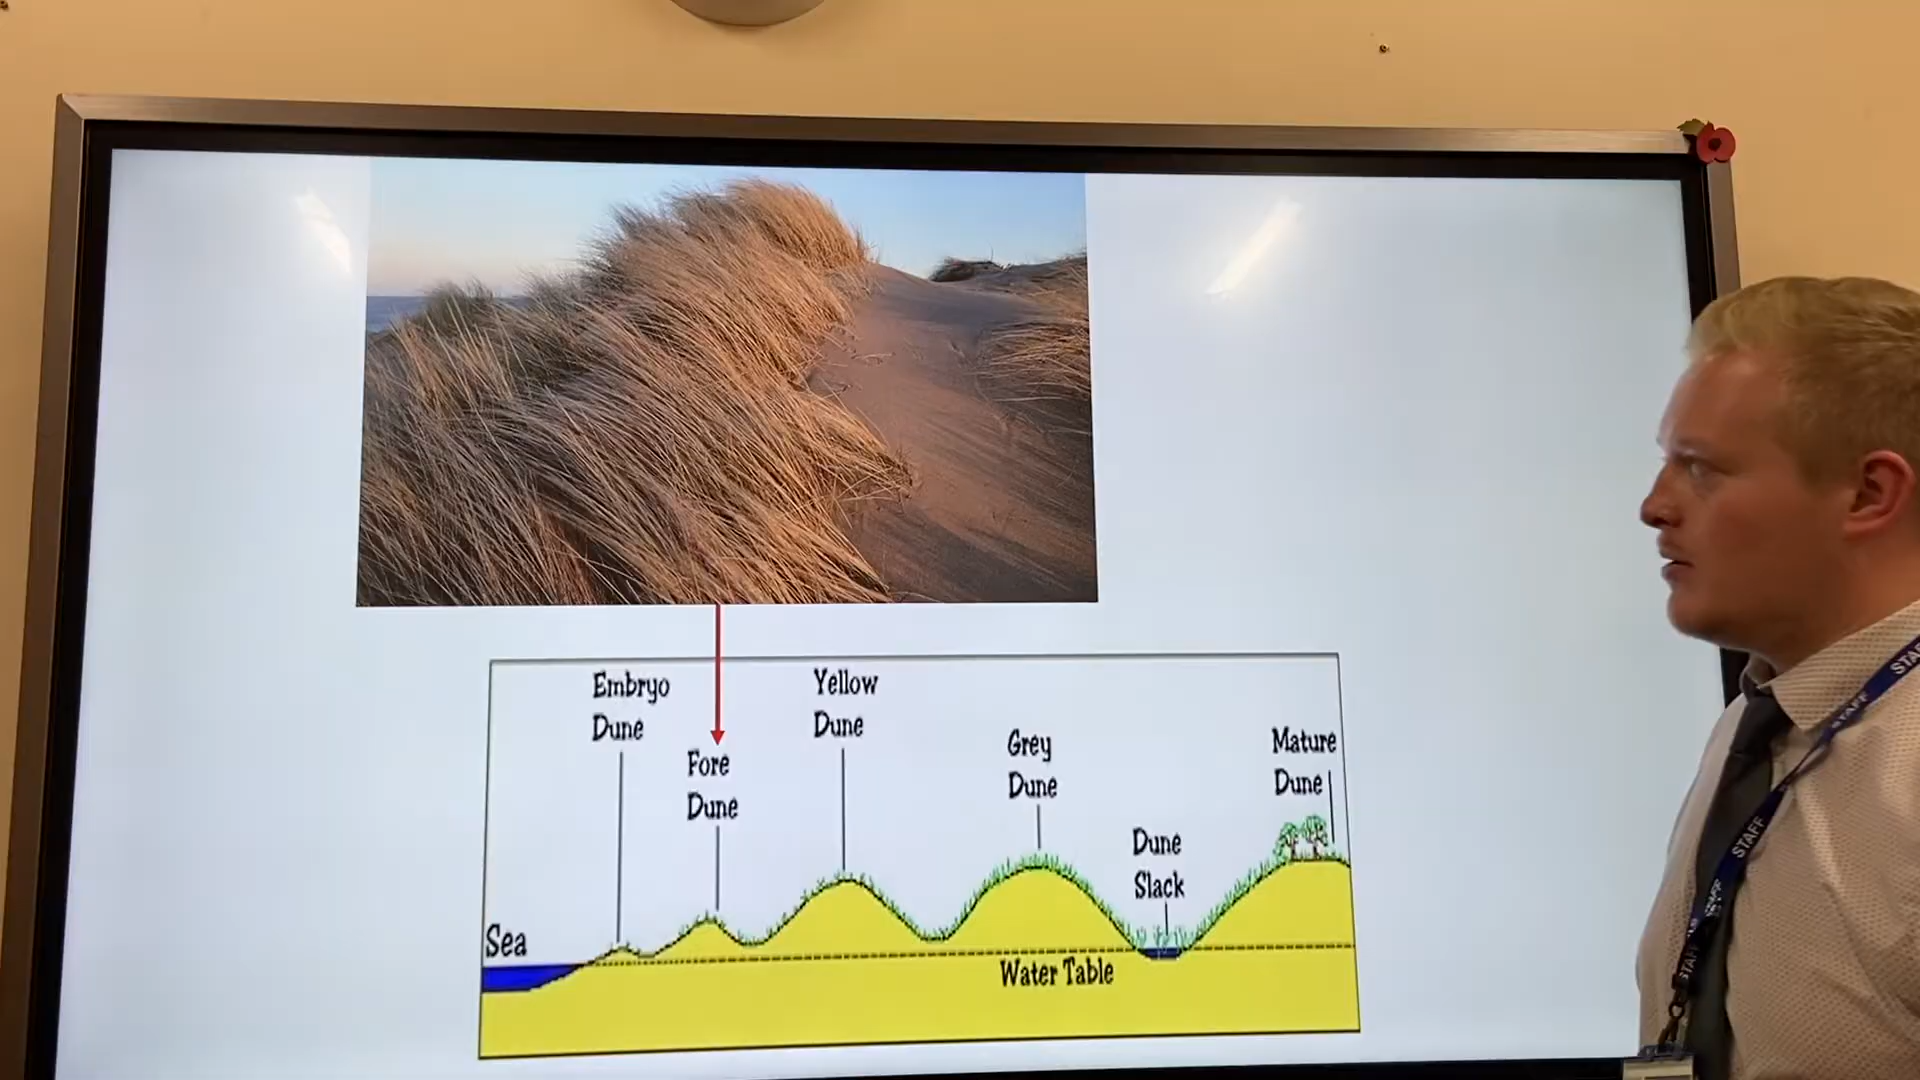 Embryo
Dune
Fore
Dune
Yellow
Dune
Grey
Dune
Dune
Slack
Mature
Dune
Sea
Water Table
STAFF
STAFF
STAFF
STAFF